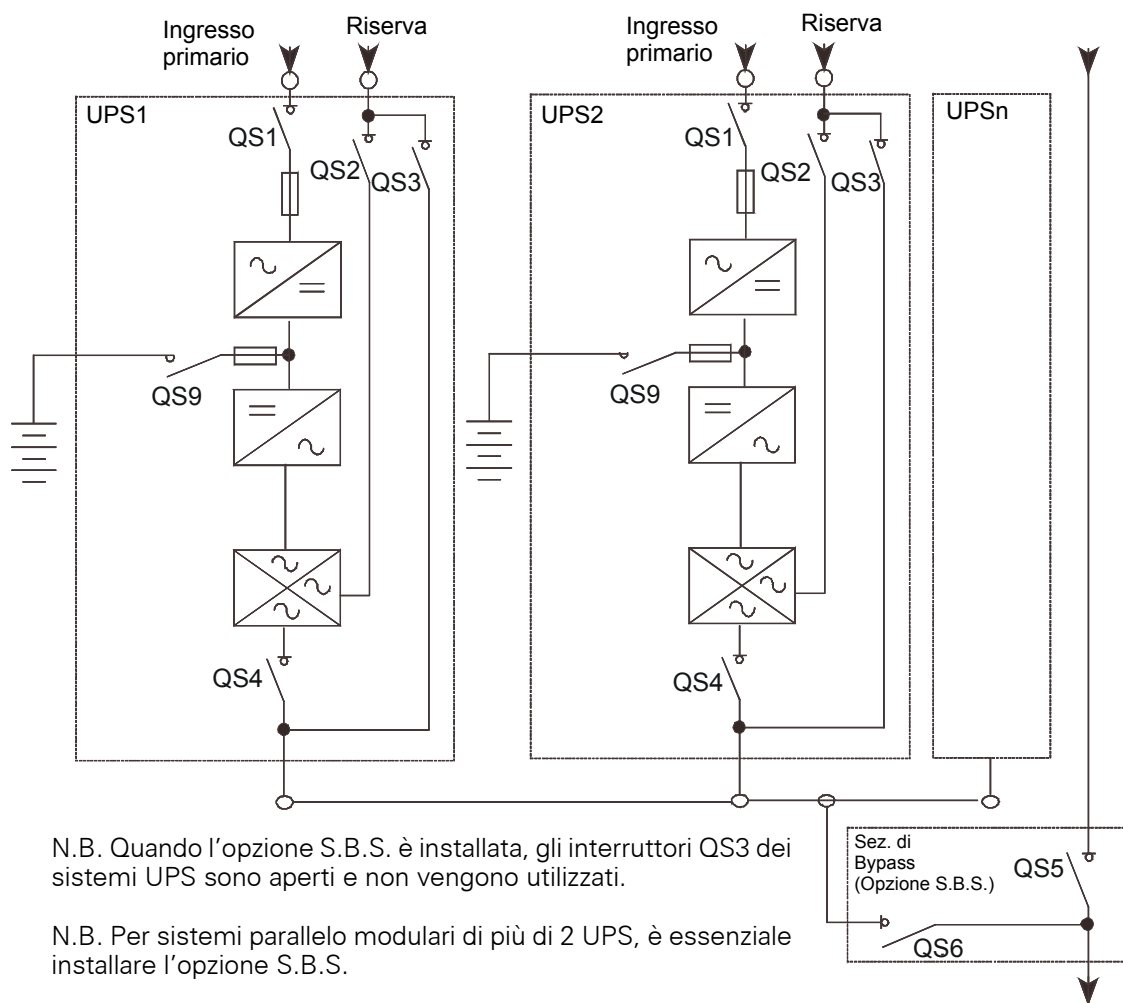 Ingresso
primario
Riserva
Ingresso
primario
Riserva
UPS1
UPS2
UPSn
QS1
QS2
QS3
QS1
QS2
QS3
QS9
QS9
QS4
QS4
N.B. Quando l'opzione S.B.S. è installata, gli interruttori QS3 dei
sistemi UPS sono aperti e non vengono utilizzati.
N.B. Per sistemi parallelo modulari di più di 2 UPS, è essenziale
installare l'opzione S.B.S.
Sez. di
Bypass
(Opzione S.B.S.)
QS5
QS6